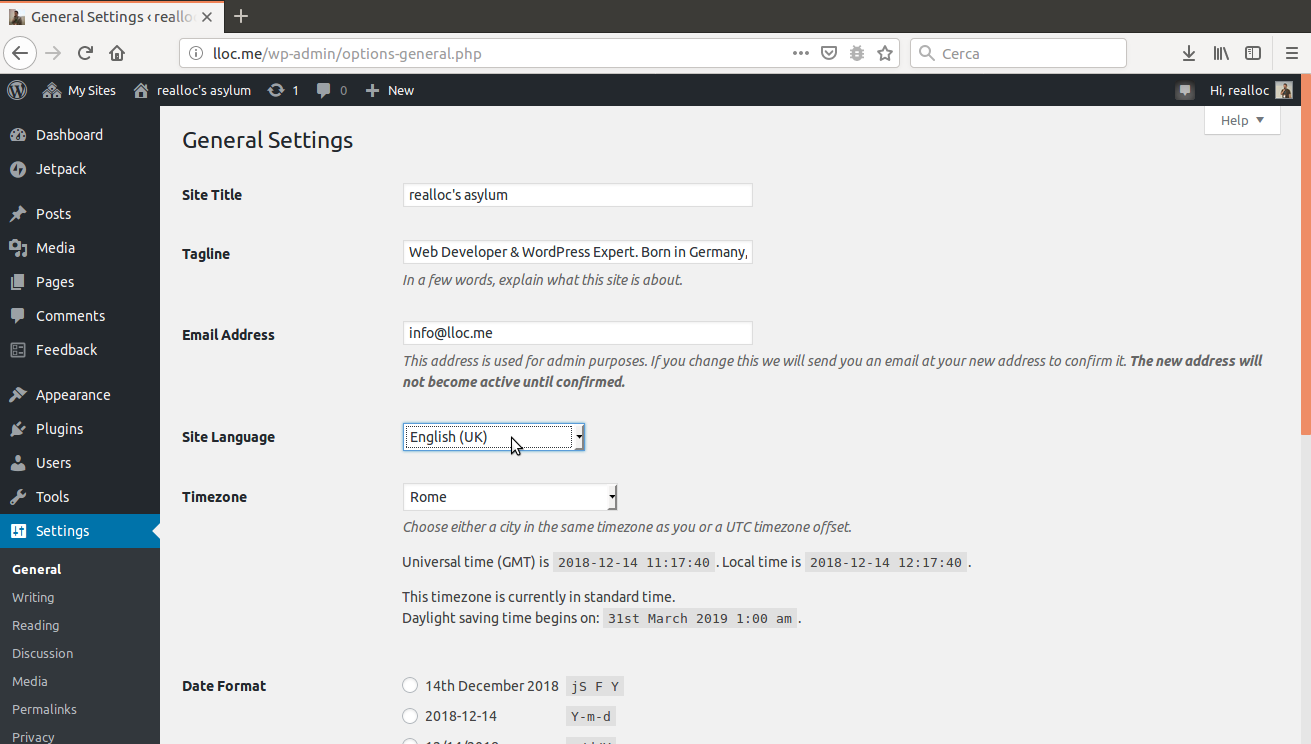 General Settings ‹ reallo
lloc.me/wp-admin/options-general.php
Cerca
My Sites
realloc's asylum
1
0
New
Hi, realloc
Help
Dashboard
Jetpack
Posts
Media
Pages
Comments
Feedback
Appearance
Plugins
Users
Tools
Settings
General
Writing
Reading
Discussion
Media
Permalinks
Privacy
General Settings
Site Title
realloc's asylum
Tagline
Web Developer & WordPress Expert. Born in Germany,
In a few words, explain what this site is about.
Email Address
info@lloc.me
This address is used for admin purposes. If you change this we will send you an email at your new address to confirm it. The new address will
not become active until confirmed.
Site Language
English (UK)
Timezone
Rome
Choose either a city in the same timezone as you or a UTC timezone offset.
Universal time (GMT) is 2018-12-14 11:17:40 . Local time is 2018-12-14 12:17:40 .
This timezone is currently in standard time.
Daylight saving time begins on: 31st March 2019 1:00 am .
Date Format
14th December 2018 jS F Y
2018-12-14 Y-m-d